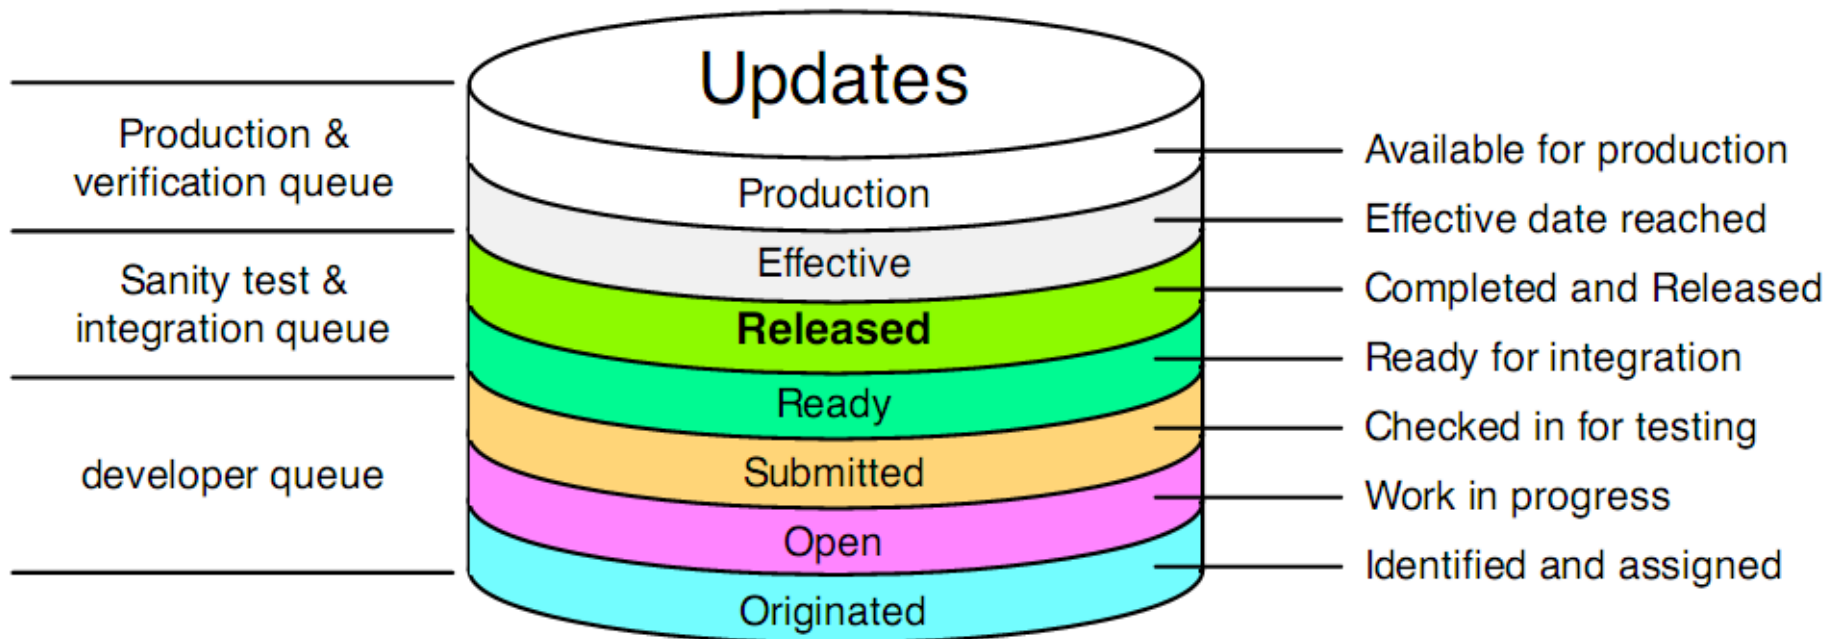 Updates
Production &
verification queue
Sanity test &
integration queue
developer queue
Production
Effective
Released
Ready
Submitted
Open
Originated
Available for production
Effective date reached
Completed and Released
Ready for integration
Checked in for testing
Work in progress
Identified and assigned